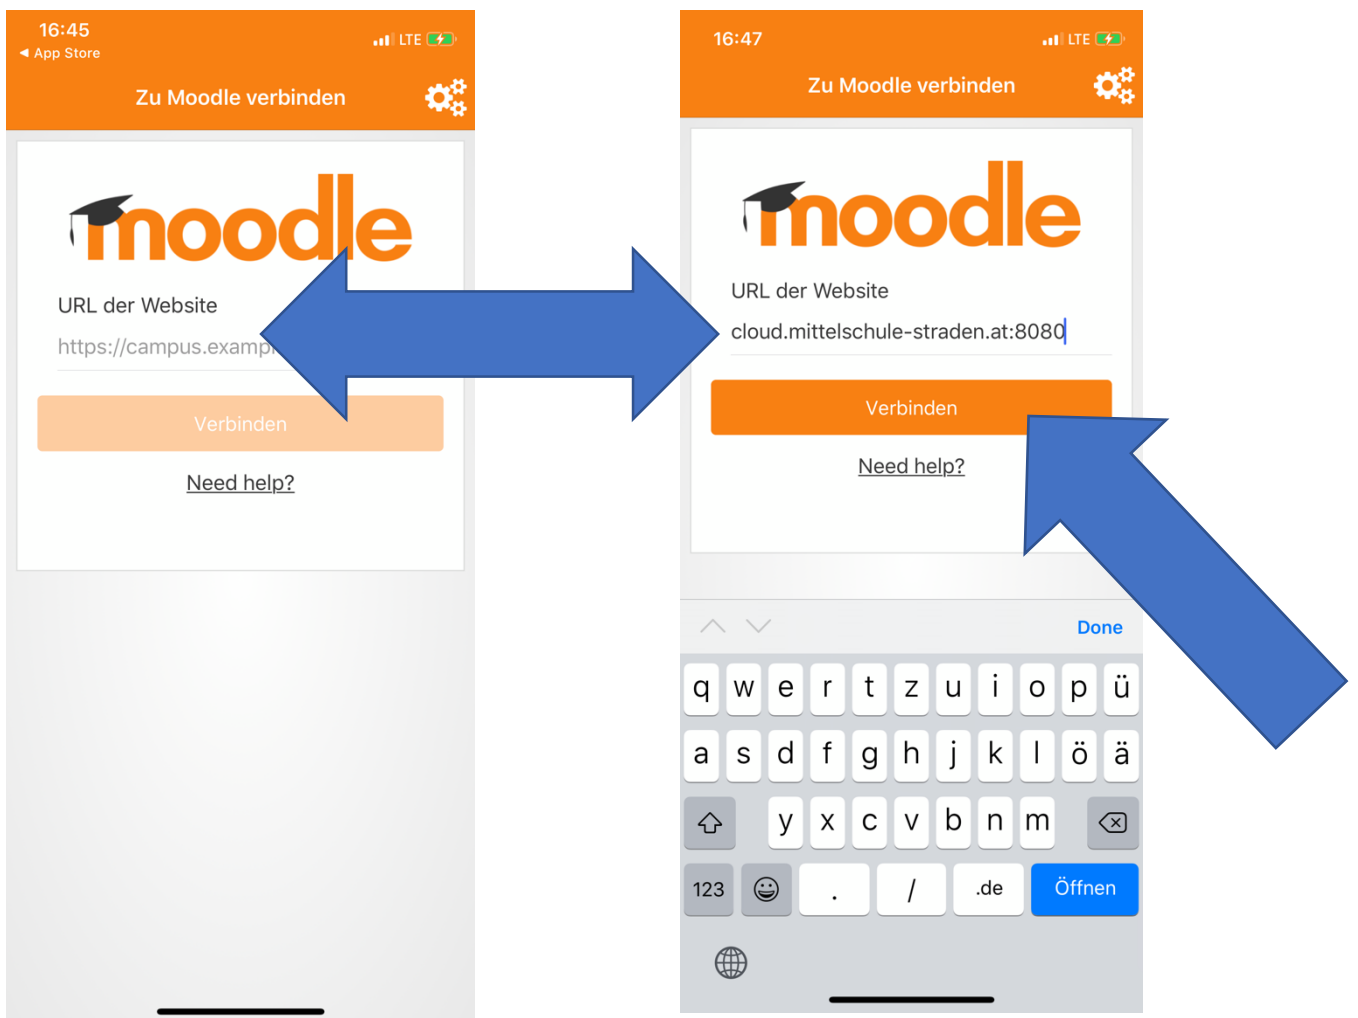 16:45
App Store
LTE
Zu Moodle verbinden
moodle
URL der Website
https://campus.exampl
Verbinden
Need help?
16:47
LTE
Zu Moodle verbinden
moodle
URL der Website
cloud.mittelschule-straden.at:8080
Verbinden
Need help?
Done
q w e r t z u i o p ü
a s d f g h j k l ö ä
y x c v b n m
123 . / .de Öffnen